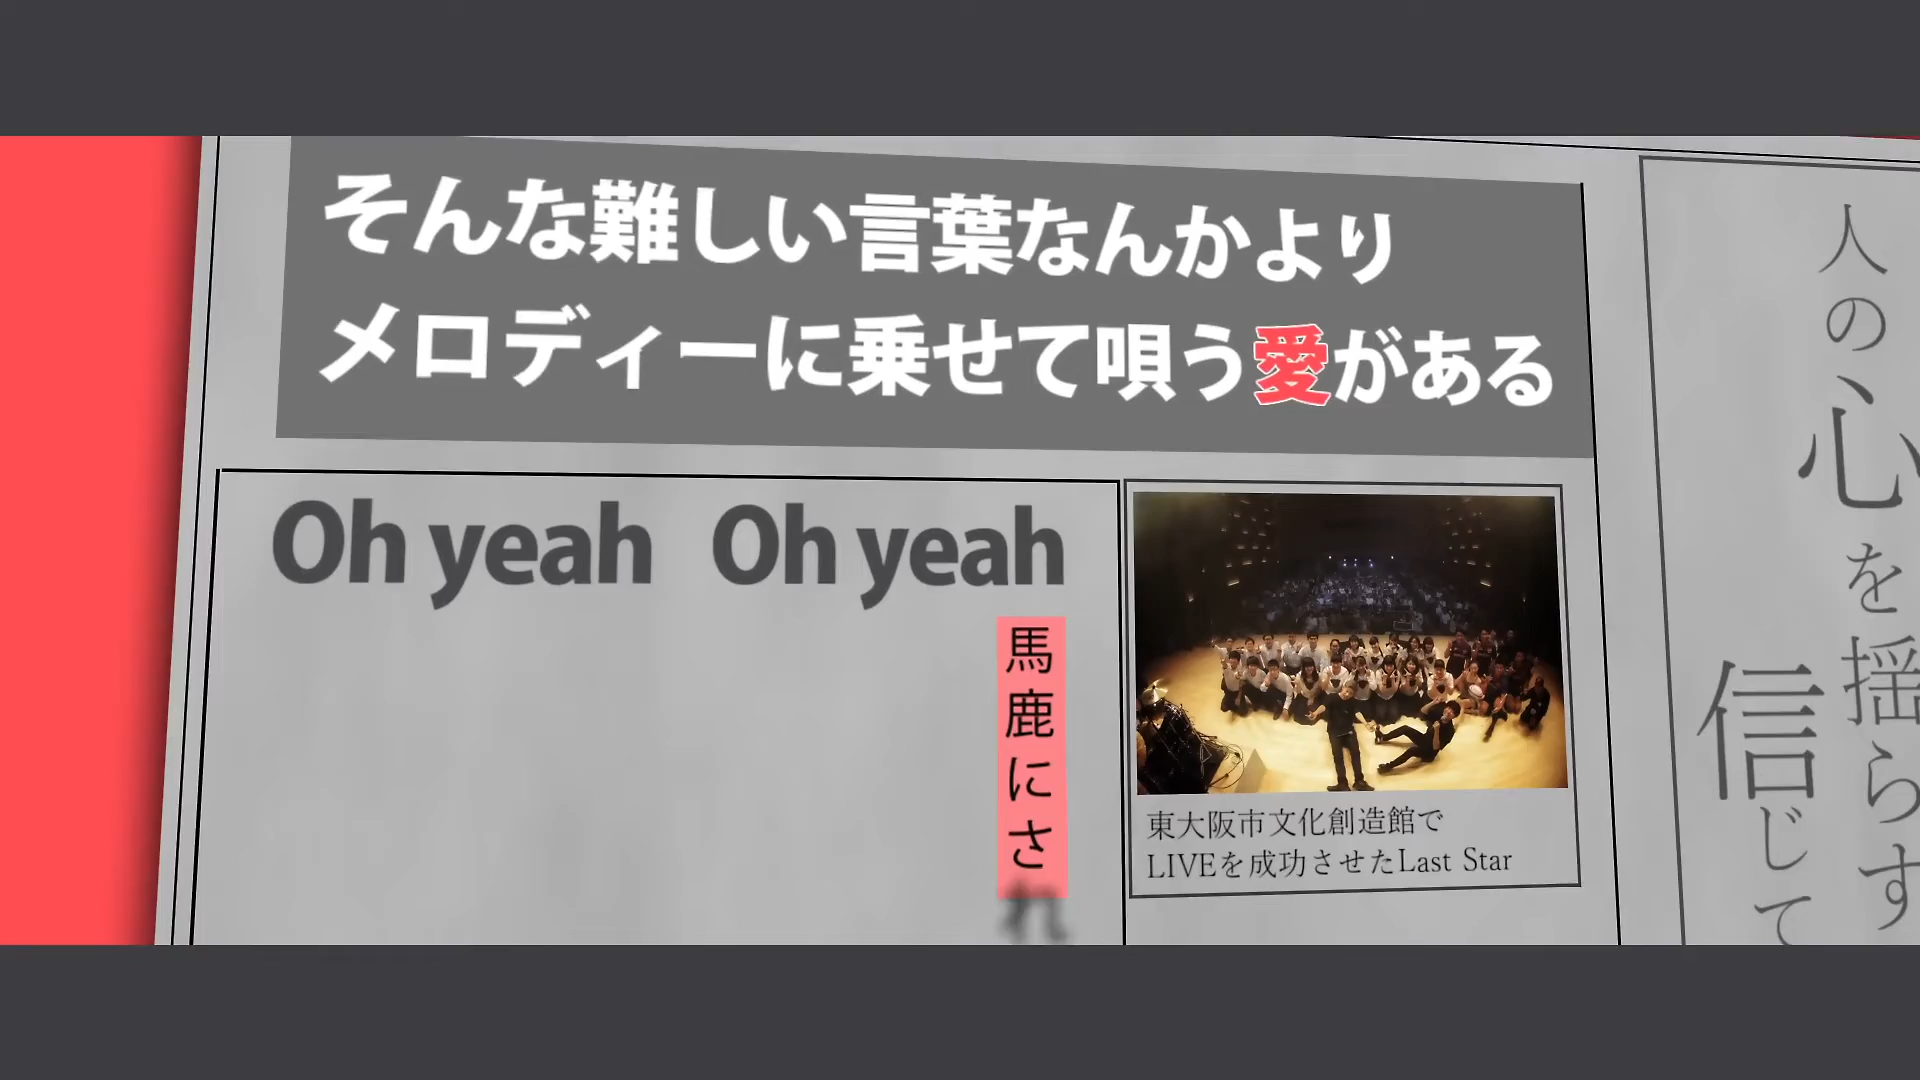 そんな難しい言葉なんかより
メロディーに乗せて唄う愛がある
Oh yeah Oh yeah
馬鹿にされ
東大阪市文化創造館で
LIVEを成功させたLast Star
人の心を揺らす
信じて